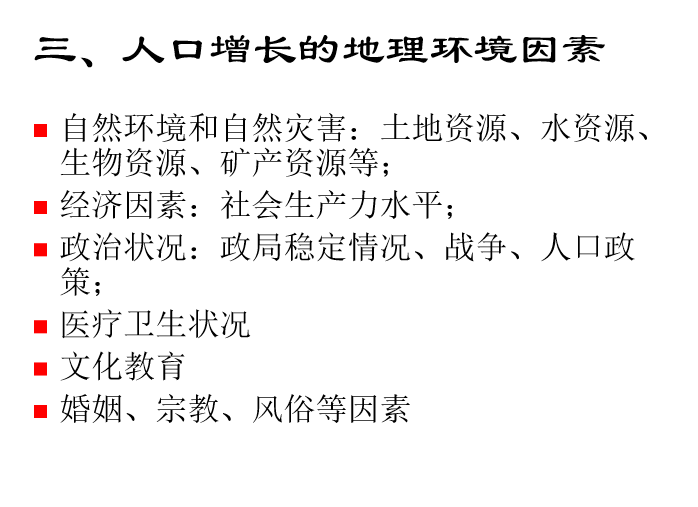 三、人口增长的地理环境因素
自然环境和自然灾害：土地资源、水资源、
生物资源、矿产资源等；
经济因素：社会生产力水平；
政治状况：政局稳定情况、战争、人口政
策；
医疗卫生状况
文化教育
婚姻、宗教、风俗等因素